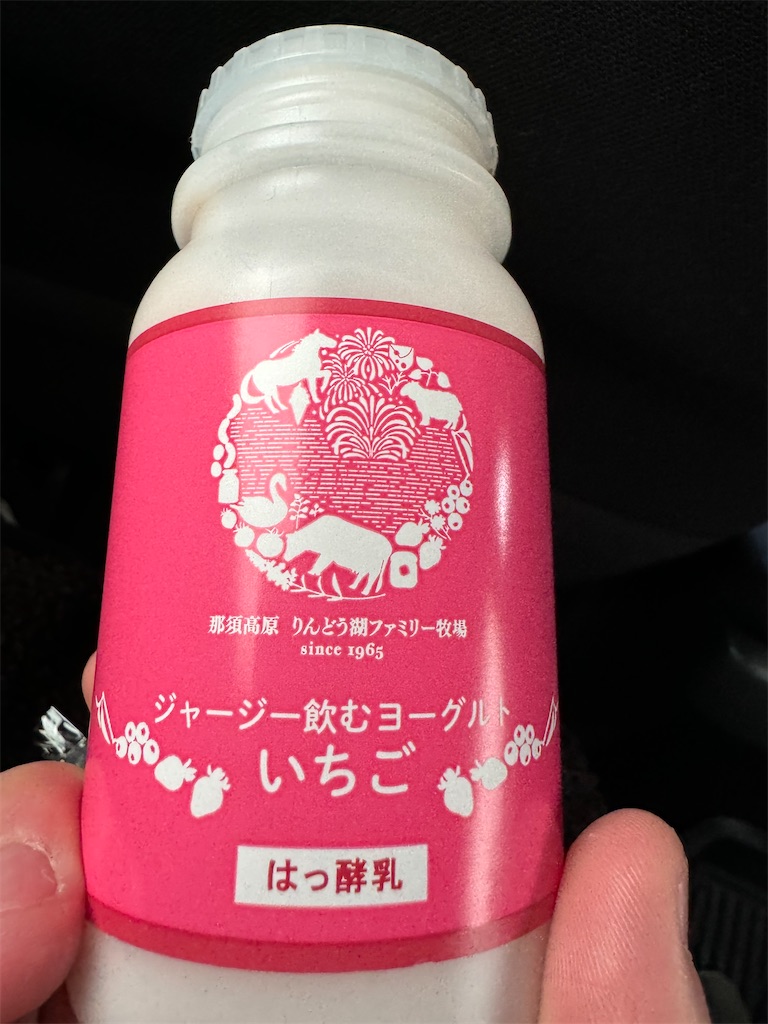 那須高原 りんどう湖ファミリー牧場
since 1965
ジャージー飲むヨーグルト
いちご
はっ酵乳